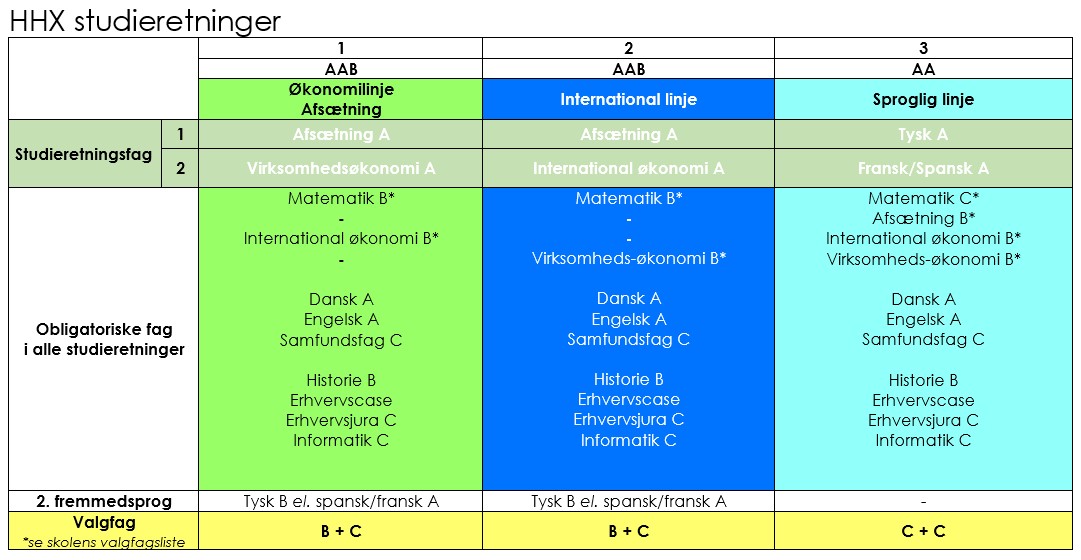 HHX studieretninger
1 2 3
AAB AAB AA
Økonomilinje
Afsætning
International linje
Sproglig linje
Studieretningsfag
1 Afsætning A Afsætning A Tysk A
2 Virksomhedsøkonomi A International økonomi A Fransk/Spansk A
Obligatoriske fag
i alle studieretninger
Matematik B*
-
International økonomi B*
-
Dansk A
Engelsk A
Samfundsfag C
Historie B
Erhvervscase
Erhvervsjura C
Informatik C
Matematik B*
-
-
Virksomheds-økonomi B*
Dansk A
Engelsk A
Samfundsfag C
Historie B
Erhvervscase
Erhvervsjura C
Informatik C
Matematik C*
Afsætning B*
International økonomi B*
Virksomheds-økonomi B*
Dansk A
Engelsk A
Samfundsfag C
Historie B
Erhvervscase
Erhvervsjura C
Informatik C
2. fremmedsprog Tysk B el. spansk/fransk A Tysk B el. spansk/fransk A -
Valgfag
*se skolens valgfagsliste
B + C B + C C + C